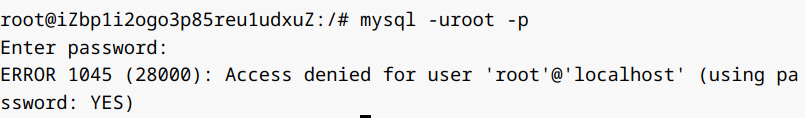 root@iZbp1i2ogo3p85reu1udxuZ:/# mysql -uroot -p
Enter password:
ERROR 1045 (28000): Access denied for user 'root'@'localhost' (using pa
ssword: YES)